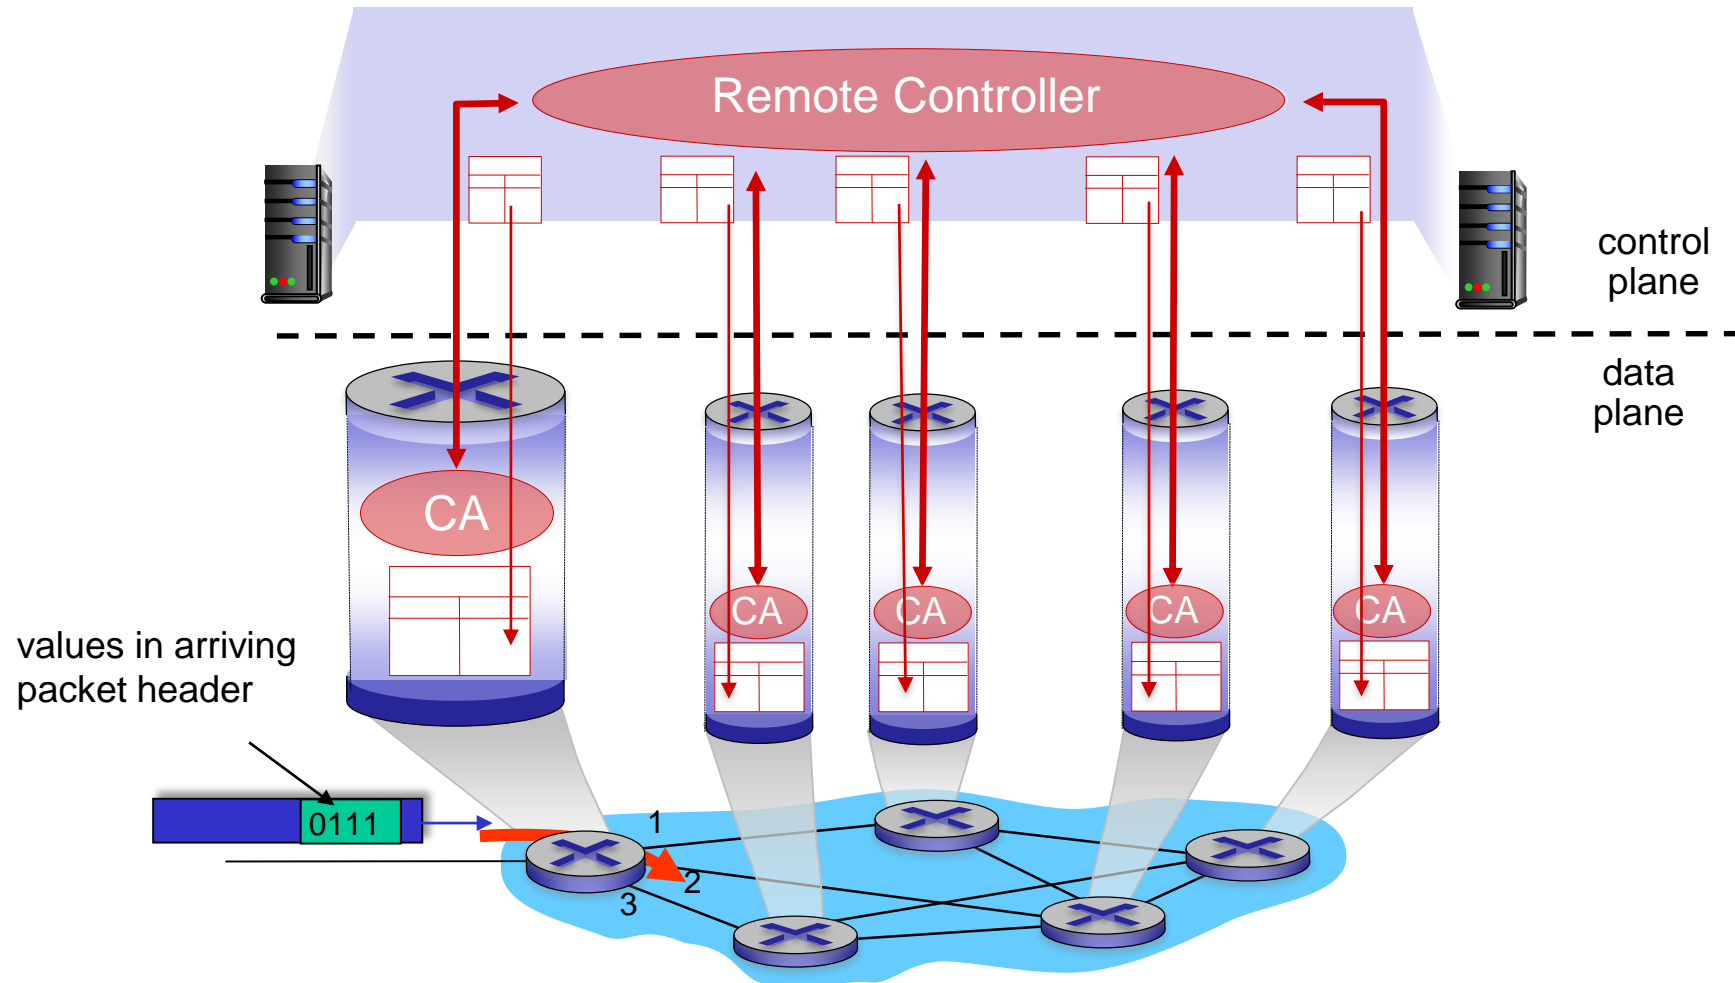 Remote Controller
control
plane
data
plane
CA
CA
CA
CA
CA
values in arriving
packet header
0111
1
2
3